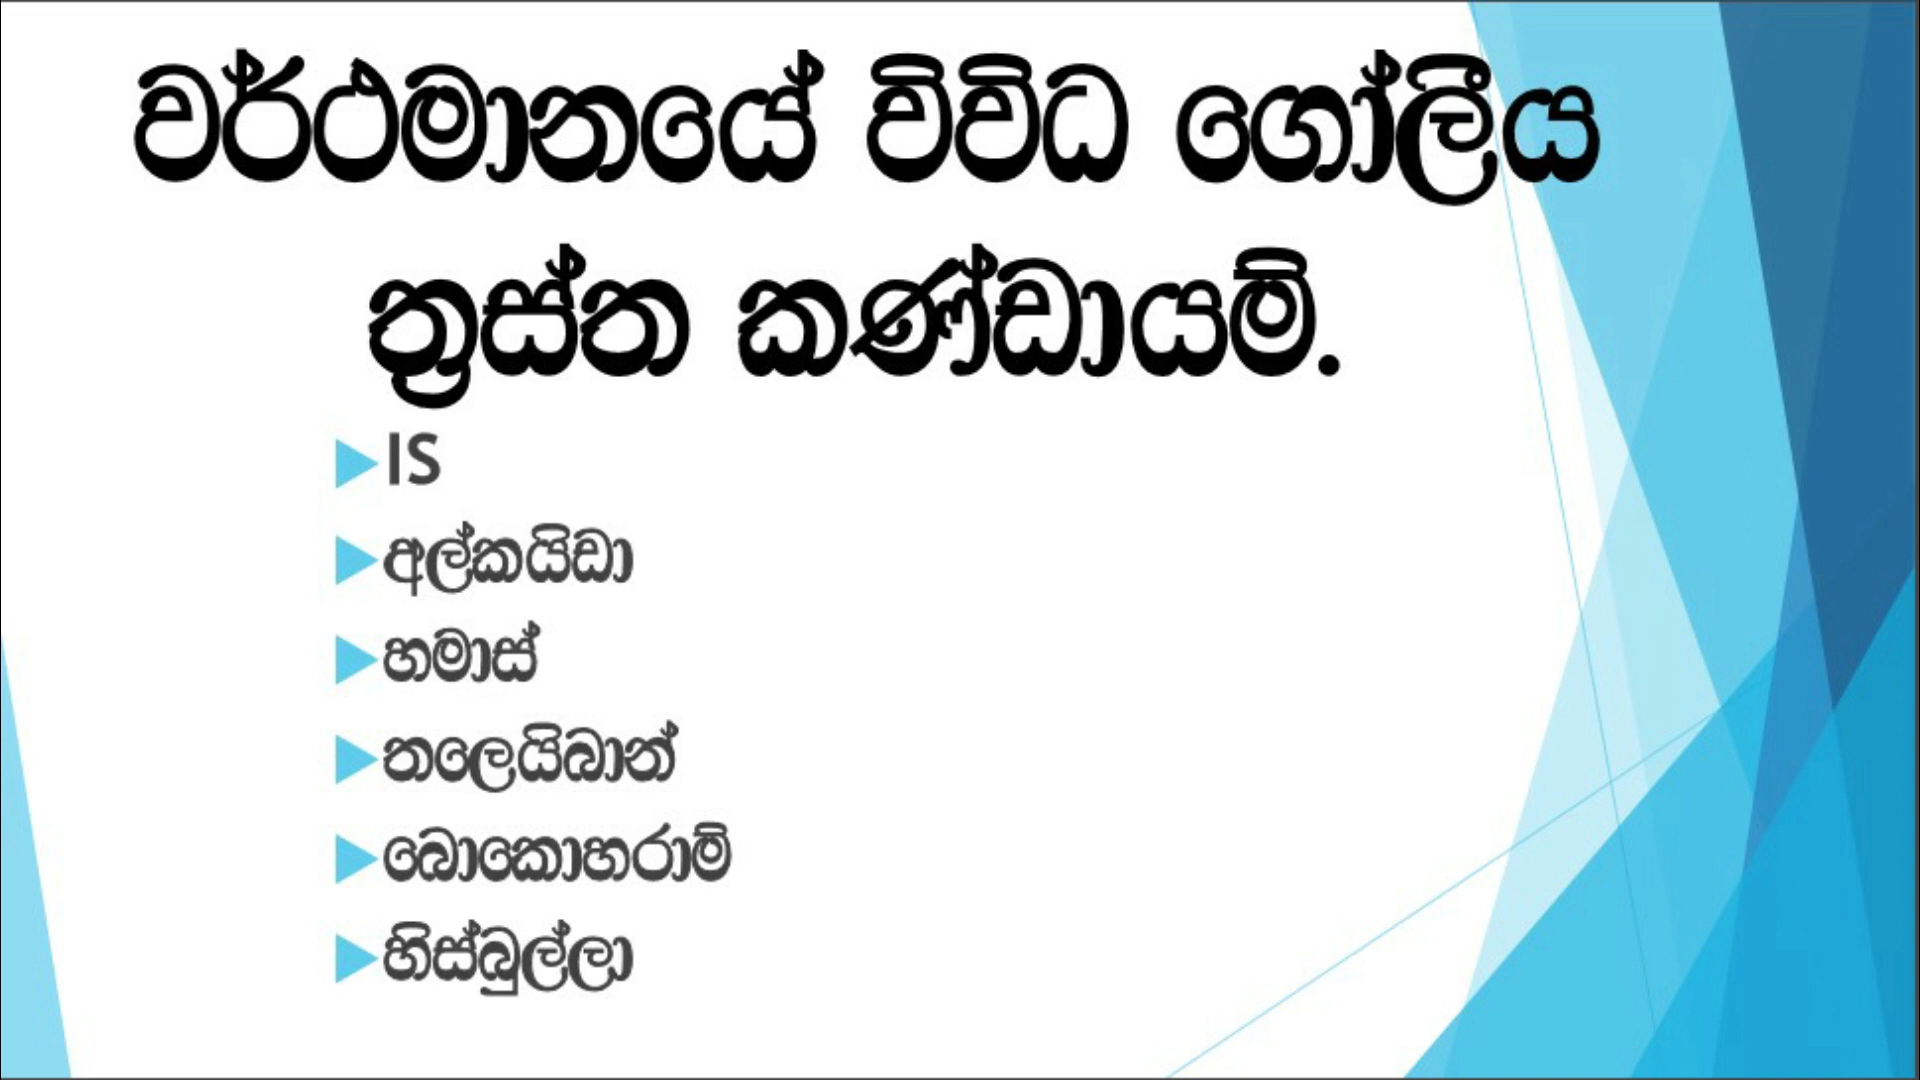 වර්ථමානයේ විවිධ ගෝලීය
ත්‍රස්ත කණ්ඩායම්.
IS
අල්කයිඩා
හමාස්
තලෙයිබාන්
බොකොහරාම්
හිස්බුල්ලා